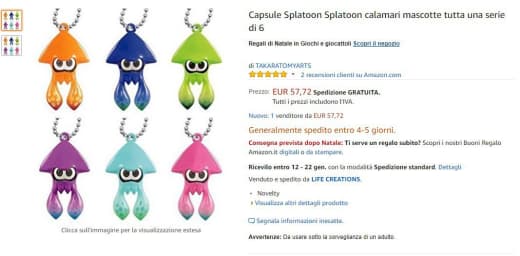 Capsule Splatoon Splatoon calamari mascotte tutta una serie
di 6
Regali di Natale in Giochi e giocattoli Scopri il negozio
di TAKARATOMYARTS
2 recensioni clienti su Amazon.com
Prezzo: EUR 57,72 Spedizione GRATUITA.
Tutti i prezzi includono l'IVA.
Nuovo: 1 venditore da EUR 57,72
Generalmente spedito entro 4-5 giorni.
Consegna prevista dopo Natale: Ti serve un regalo subito? Scopri i nostri Buoni Regalo
Amazon.it digitali o da stampare.
Ricevilo entro 12 - 22 gen. con la modalità Spedizione standard. Dettagli
Venduto e spedito da LIFE CREATIONS.
• Novelty
› Visualizza altri dettagli prodotto
Segnala informazioni inesatte.
Avvertenze: Da usare sotto la sorveglianza di un adulto.
Clicca sull'immagine per la visualizzazione estesa